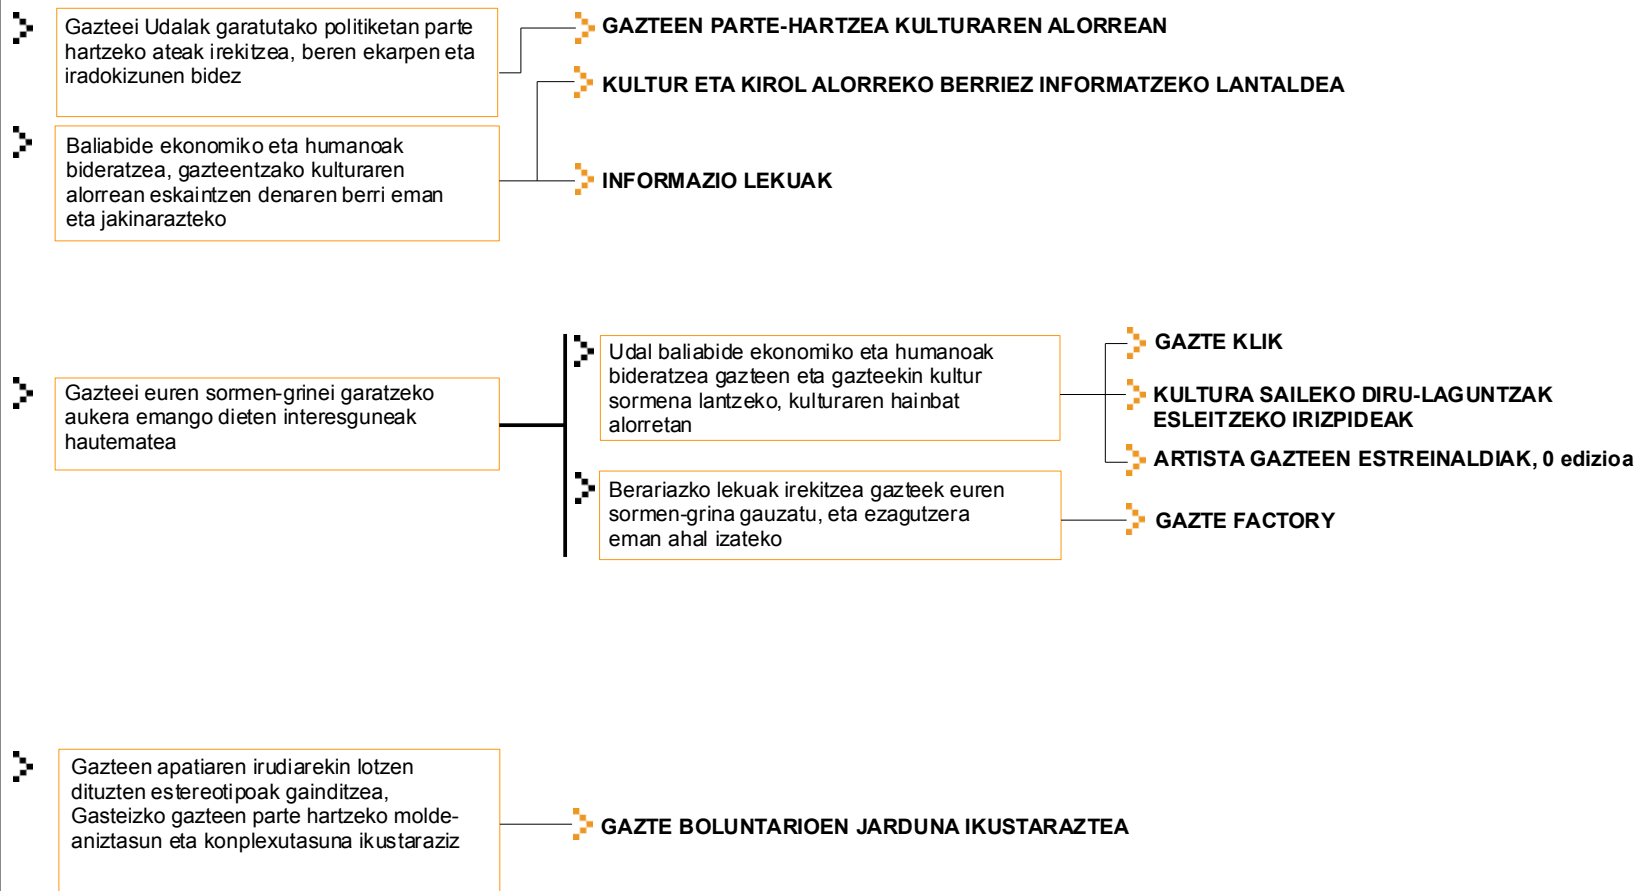 Gazteei Udalak garatutako politiketan parte
hartzeko ateak irekitzea, beren ekarpen eta
iradokizunen bidez
GAZTEEN PARTE-HARTZEA KULTURAREN ALORREAN
KULTUR ETA KIROL ALORREKO BERRIEZ INFORMATZEKO LANTALDEA
Baliabide ekonomiko eta humanoak
bideratzea, gazteentzako kulturaren
alorrean eskaintzen denaren berri eman
eta jakinarazteko
INFORMAZIO LEKUAK
Gazteei euren sormen-grinei garatzeko
aukera emango dieten interesguneak
hautematea
Udal baliabide ekonomiko eta humanoak
bideratzea gazteen eta gazteekin kultur
sormena lantzeko, kulturaren hainbat
alorretan
GAZTE KLIK
KULTURA SAILEKO DIRU-LAGUNTZAK
ESLEITZEKO IRIZPIDEAK
ARTISTA GAZTEEN ESTREINALDIAK, 0 edizioa
Berariazko lekuak irekitzea gazteek euren
sormen-grina gauzatu, eta ezagutzera
eman ahal izateko
GAZTE FACTORY
Gazteen apatiaren irudiarekin lotzen
dituzten estereotipoak gainditzea,
Gasteizko gazteen parte hartzeko molde-
aniztasun eta konplexutasuna ikustaraziz
GAZTE BOLUNTARIOEN JARDUNA IKUSTARAZTEA